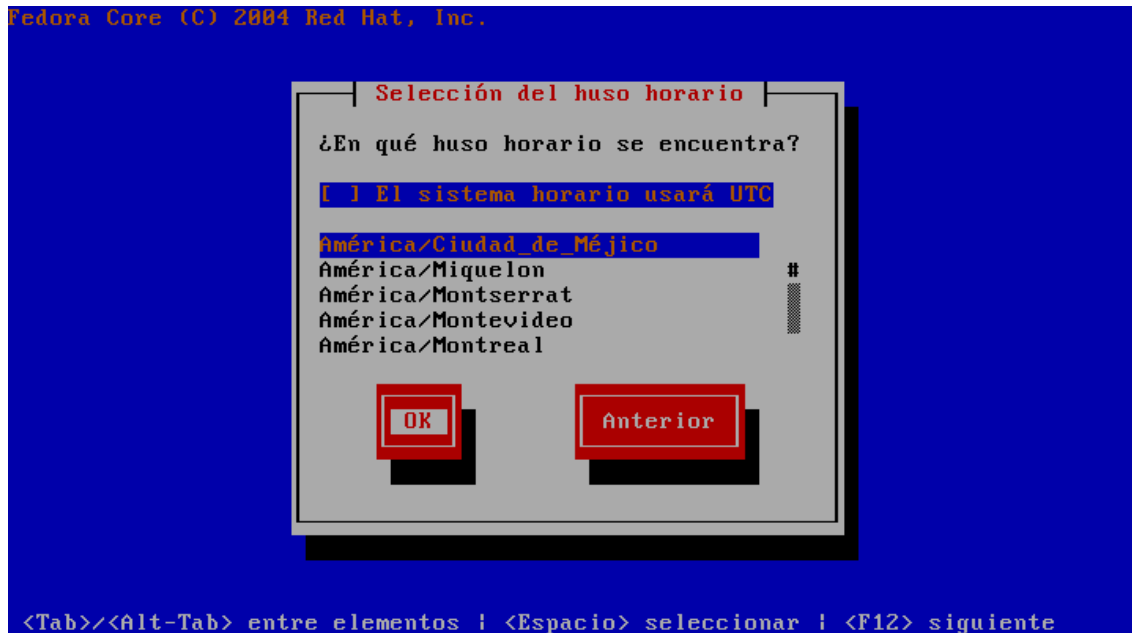 Fedora Core (C) 2004 Red Hat, Inc.
Selección del huso horario
¿En qué huso horario se encuentra?
[ ] El sistema horario usará UTC
América/Ciudad_de_Méjico
América/Miquelon #
América/Montserrat
América/Montevideo
América/Montreal
OK Anterior
<Tab>/<Alt-Tab> entre elementos | <Espacio> seleccionar | <F12> siguiente